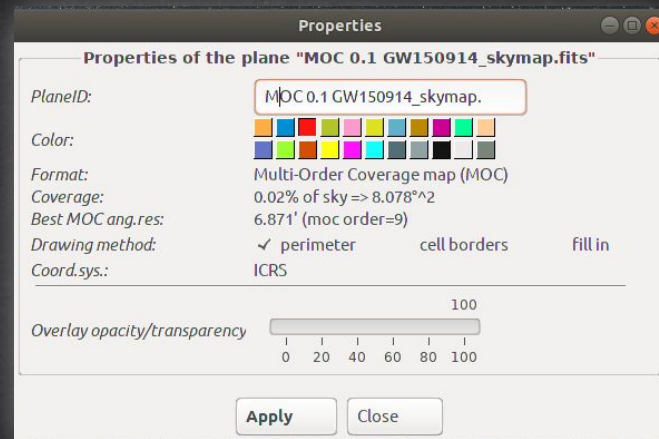 Properties
Properties of the plane "MOC 0.1 GW150914_skymap.fits"
PlaneID: MOC 0.1 GW150914_skymap.
Color:
Format: Multi-Order Coverage map (MOC)
Coverage: 0.02% of sky => 8.078°^2
Best MOC ang.res: 6.871' (moc order=9)
Drawing method: ✓ perimeter cell borders fill in
Coord.sys.: ICRS
100
Overlay opacity/transparency
0 20 40 60 80 100
Apply Close